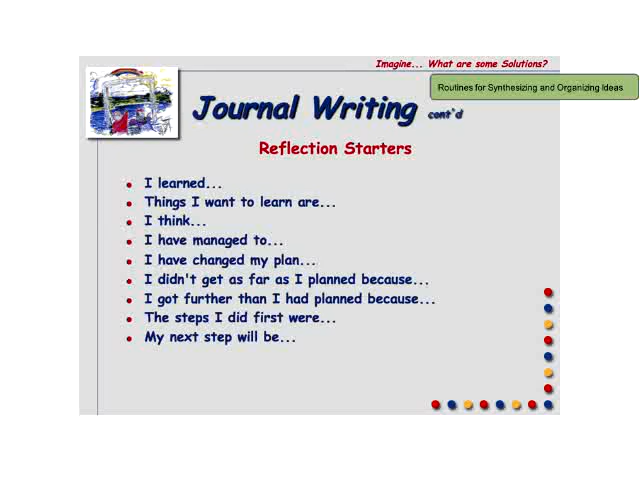 Imagine... What are some Solutions?
Routines for Synthesizing and Organizing Ideas
Journal Writing cont'd
Reflection Starters
• I learned...
• Things I want to learn are...
• I think...
• I have managed to...
• I have changed my plan...
• I didn't get as far as I planned because...
• I got further than I had planned because...
• The steps I did first were...
• My next step will be...